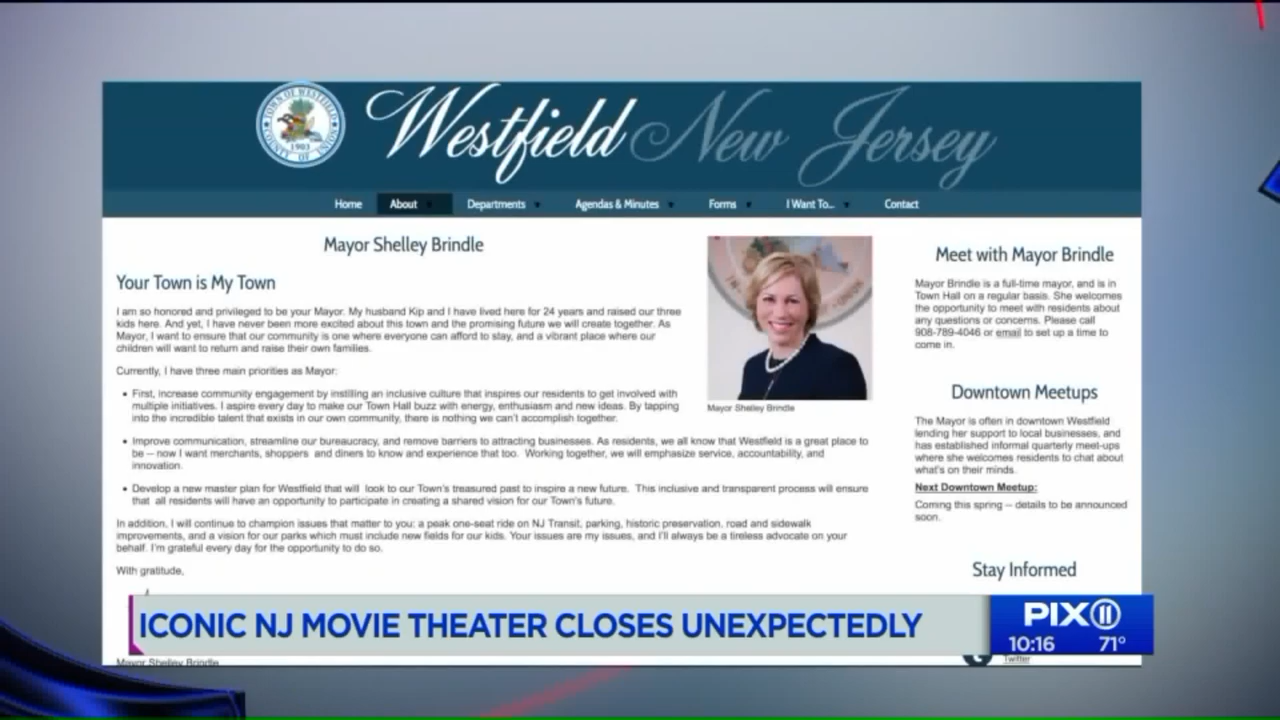 TOWN OF WESTFIELD
1903
COUNTY OF UNION
Westfield New Jersey
Home About Departments Agendas & Minutes Forms I Want To... Contact
Mayor Shelley Brindle
Your Town is My Town
I am so honored and privileged to be your Mayor. My husband Kip and I have lived here for 24 years and raised our three
kids here. And yet, I have never been more excited about this town and the promising future we will create together. As
Mayor, I want to ensure that our community is one where everyone can afford to stay, and a vibrant place where our
children will want to return and raise their own families.
Currently, I have three main priorities as Mayor:
• First, increase community engagement by instilling an inclusive culture that inspires our residents to get involved with
multiple initiatives. I aspire every day to make our Town Hall buzz with energy, enthusiasm and new ideas. By tapping
into the incredible talent that exists in our own community, there is nothing we can't accomplish together.
• Improve communication, streamline our bureaucracy, and remove barriers to attracting businesses. As residents, we all know that Westfield is a great place to
be -- now I want merchants, shoppers and diners to know and experience that too. Working together, we will emphasize service, accountability, and
innovation.
• Develop a new master plan for Westfield that will look to our Town's treasured past to inspire a new future. This inclusive and transparent process will ensure
that all residents will have an opportunity to participate in creating a shared vision for our Town's future.
In addition, I will continue to champion issues that matter to you: a peak one-seat ride on NJ Transit, parking, historic preservation, road and sidewalk
improvements, and a vision for our parks which must include new fields for our kids. Your issues are my issues, and I'll always be a tireless advocate on your
behalf. I'm grateful every day for the opportunity to do so.
With gratitude,
Mayor Shelley Brindle
Mayor Shelley Brindle
Meet with Mayor Brindle
Mayor Brindle is a full-time mayor, and is in
Town Hall on a regular basis. She welcomes
the opportunity to meet with residents about
any questions or concerns. Please call
908-789-4046 or email to set up a time to
come in.
Downtown Meetups
The Mayor is often in downtown Westfield
lending her support to local businesses, and
has established informal quarterly meet-ups
where she welcomes residents to chat about
what's on their minds.
Next Downtown Meetup:
Coming this spring -- details to be announced
soon.
Stay Informed
Twitter
ICONIC NJ MOVIE THEATER CLOSES UNEXPECTEDLY
PIX 11
10:16 71°